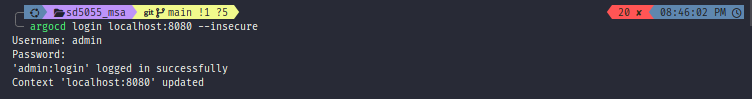 sd5055_msa git main !1 ?5 20 ✘ 08:46:02 PM
argocd login localhost:8080 --insecure
Username: admin
Password:
'admin:login' logged in successfully
Context 'localhost:8080' updated